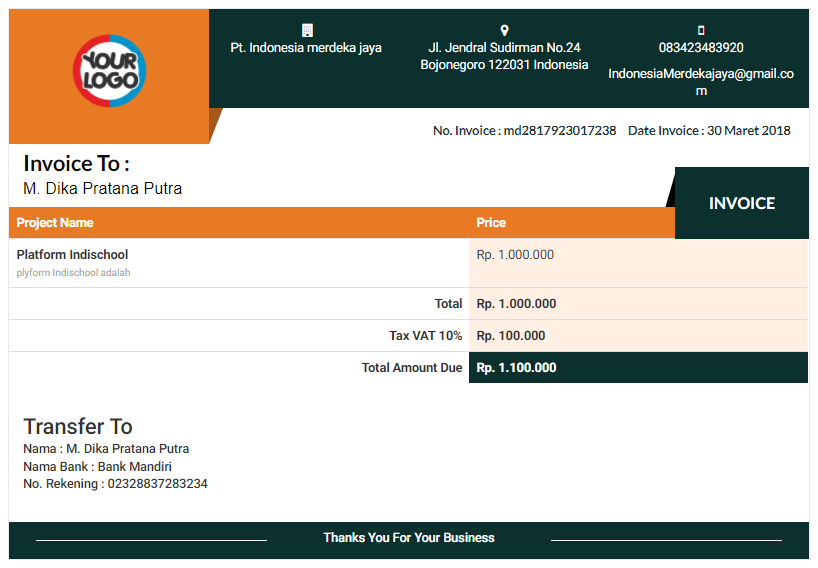 YOUR
LOGO
Pt. Indonesia merdeka jaya
Jl. Jendral Sudirman No.24
Bojonegoro 122031 Indonesia
083423483920
IndonesiaMerdekajaya@gmail.co
m
No. Invoice : md2817923017238 Date Invoice : 30 Maret 2018
Invoice To :
M. Dika Pratana Putra
INVOICE
Project Name Price
Platform Indischool Rp. 1.000.000
plyform Indischool adalah
Total Rp. 1.000.000
Tax VAT 10% Rp. 100.000
Total Amount Due Rp. 1.100.000
Transfer To
Nama : M. Dika Pratana Putra
Nama Bank : Bank Mandiri
No. Rekening : 02328837283234
Thanks You For Your Business